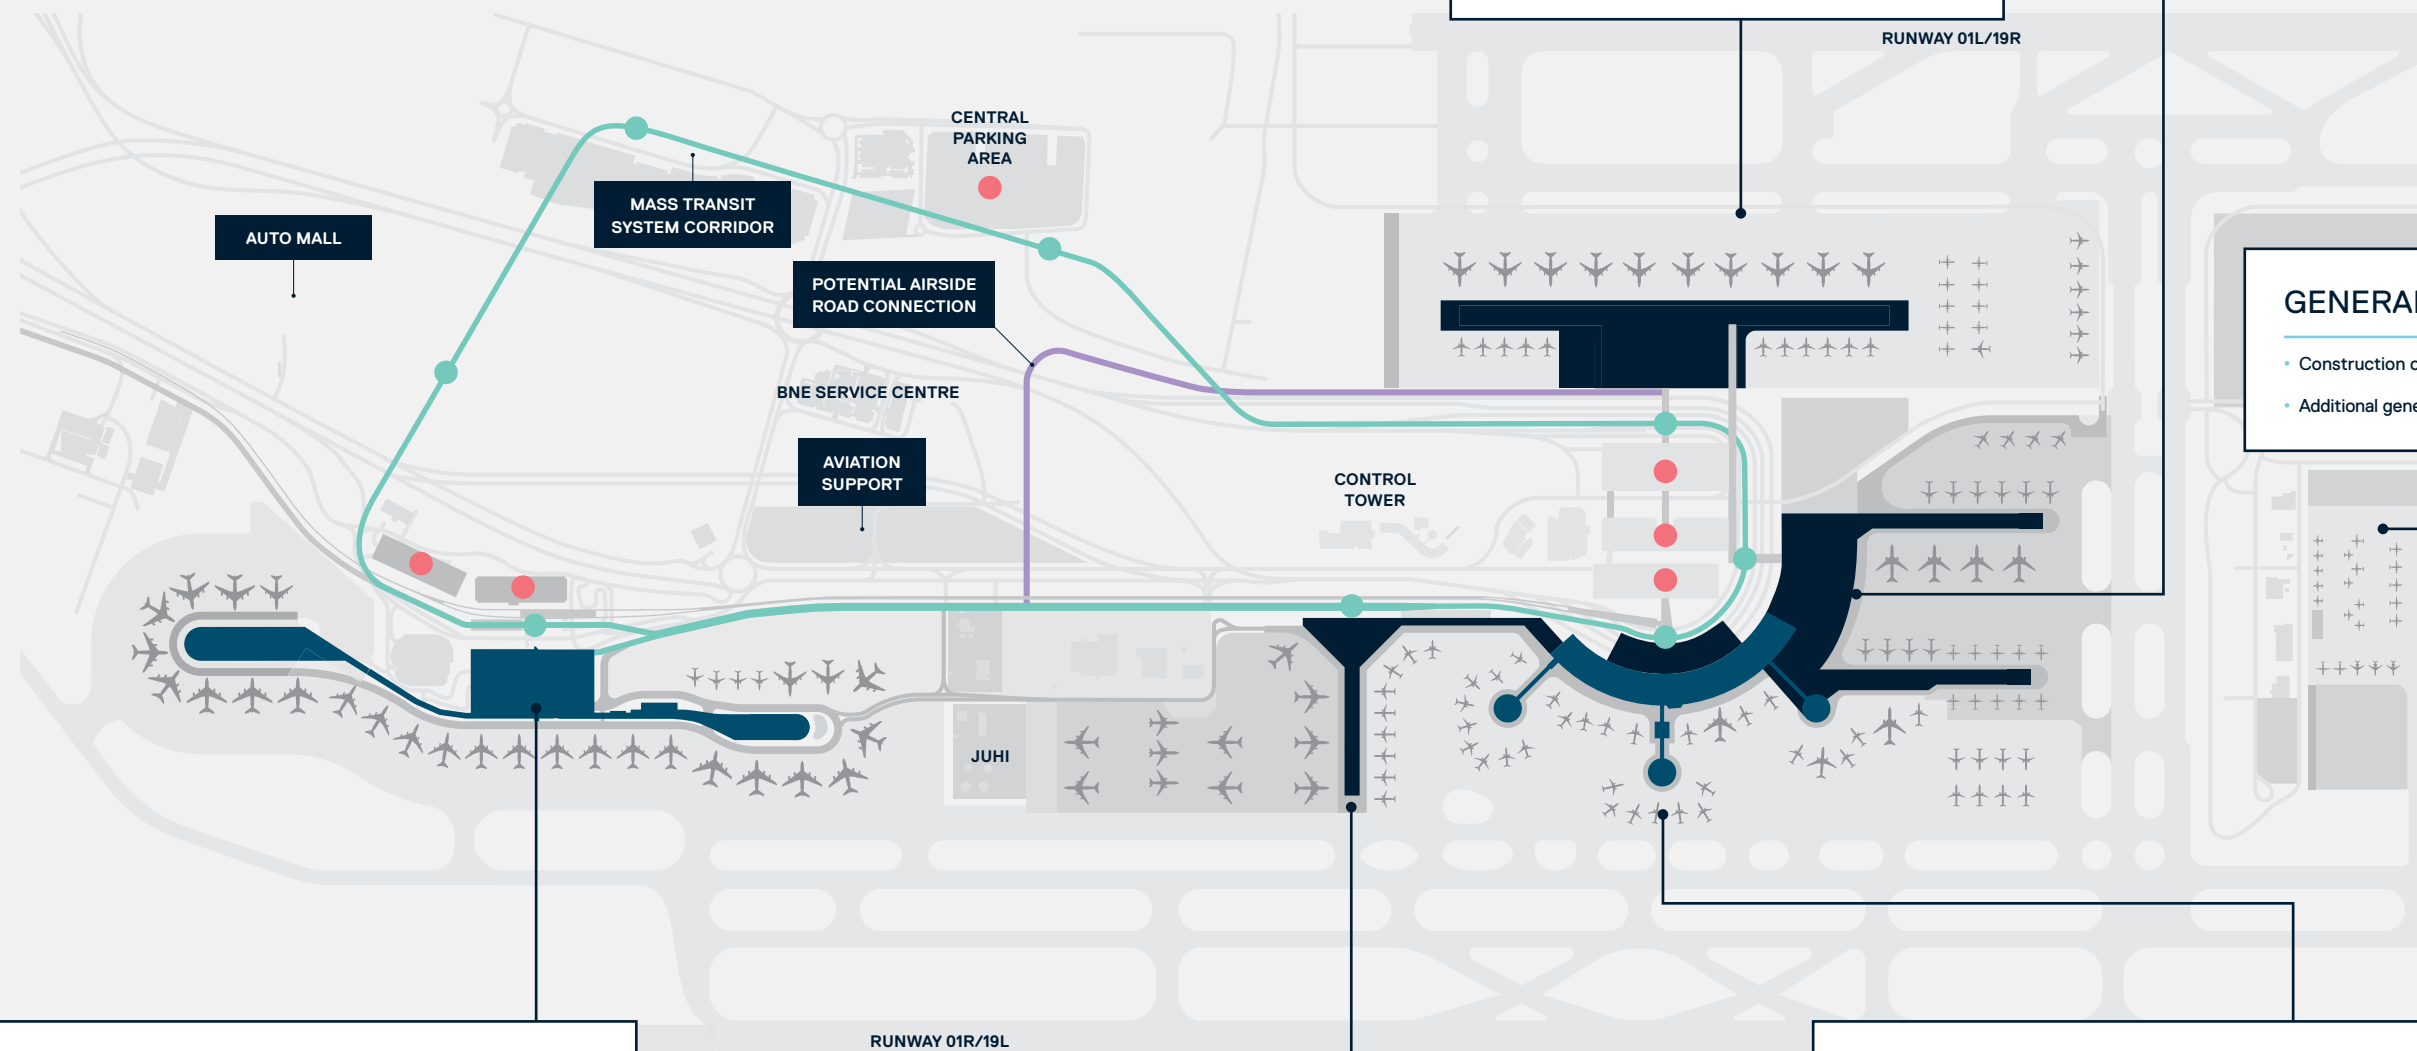 RUNWAY 01L/19R
CENTRAL
PARKING
AREA
MASS TRANSIT
SYSTEM CORRIDOR
AUTO MALL
POTENTIAL AIRSIDE
ROAD CONNECTION
GENERAL
• Construction o
• Additional gene
BNE SERVICE CENTRE
AVIATION
SUPPORT
CONTROL
TOWER
JUHI
RUNWAY 01R/19L